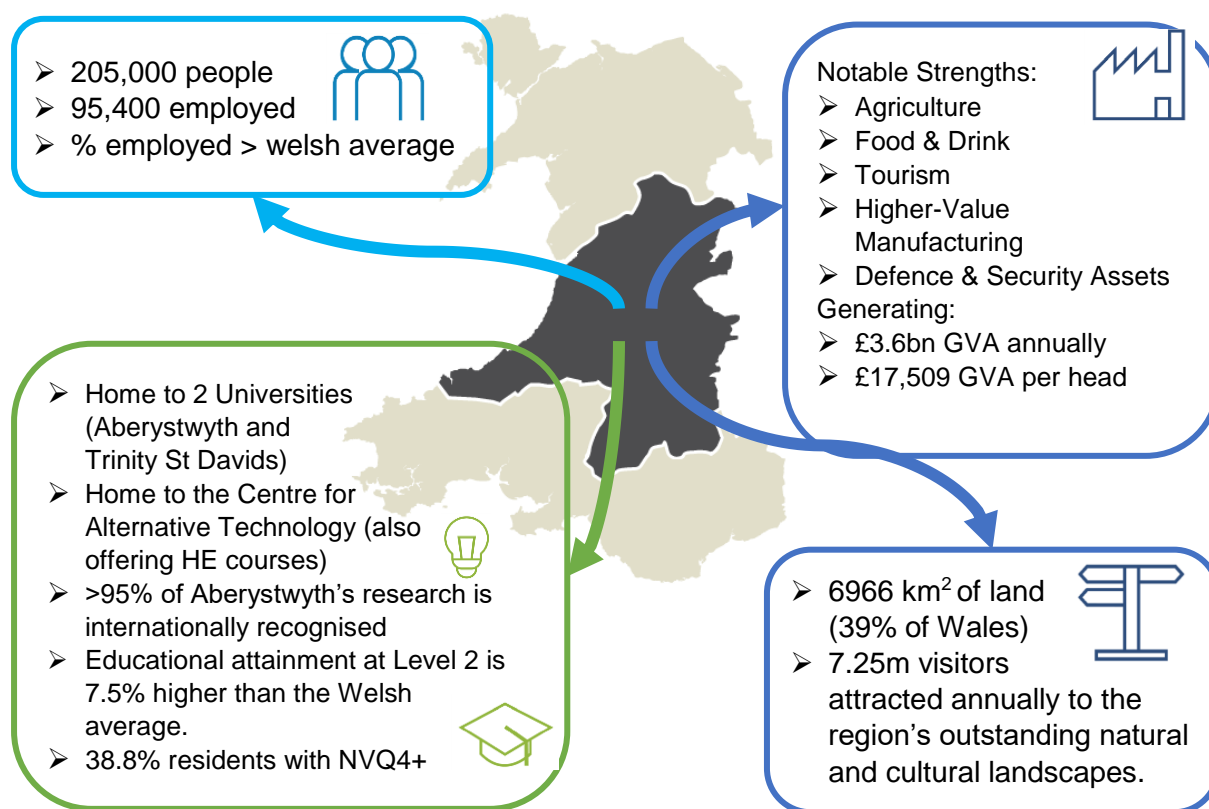 ➢ 205,000 people
➢ 95,400 employed
➢ % employed > welsh average
Notable Strengths:
➢ Agriculture
➢ Food & Drink
➢ Tourism
➢ Higher-Value
Manufacturing
➢ Defence & Security Assets
Generating:
➢ £3.6bn GVA annually
➢ £17,509 GVA per head
➢ Home to 2 Universities
(Aberystwyth and
Trinity St Davids)
➢ Home to the Centre for
Alternative Technology (also
offering HE courses)
➢ >95% of Aberystwyth’s research is
internationally recognised
➢ Educational attainment at Level 2 is
7.5% higher than the Welsh
average.
➢ 38.8% residents with NVQ4+
➢ 6966 km² of land
(39% of Wales)
➢ 7.25m visitors
attracted annually to the
region’s outstanding natural
and cultural landscapes.